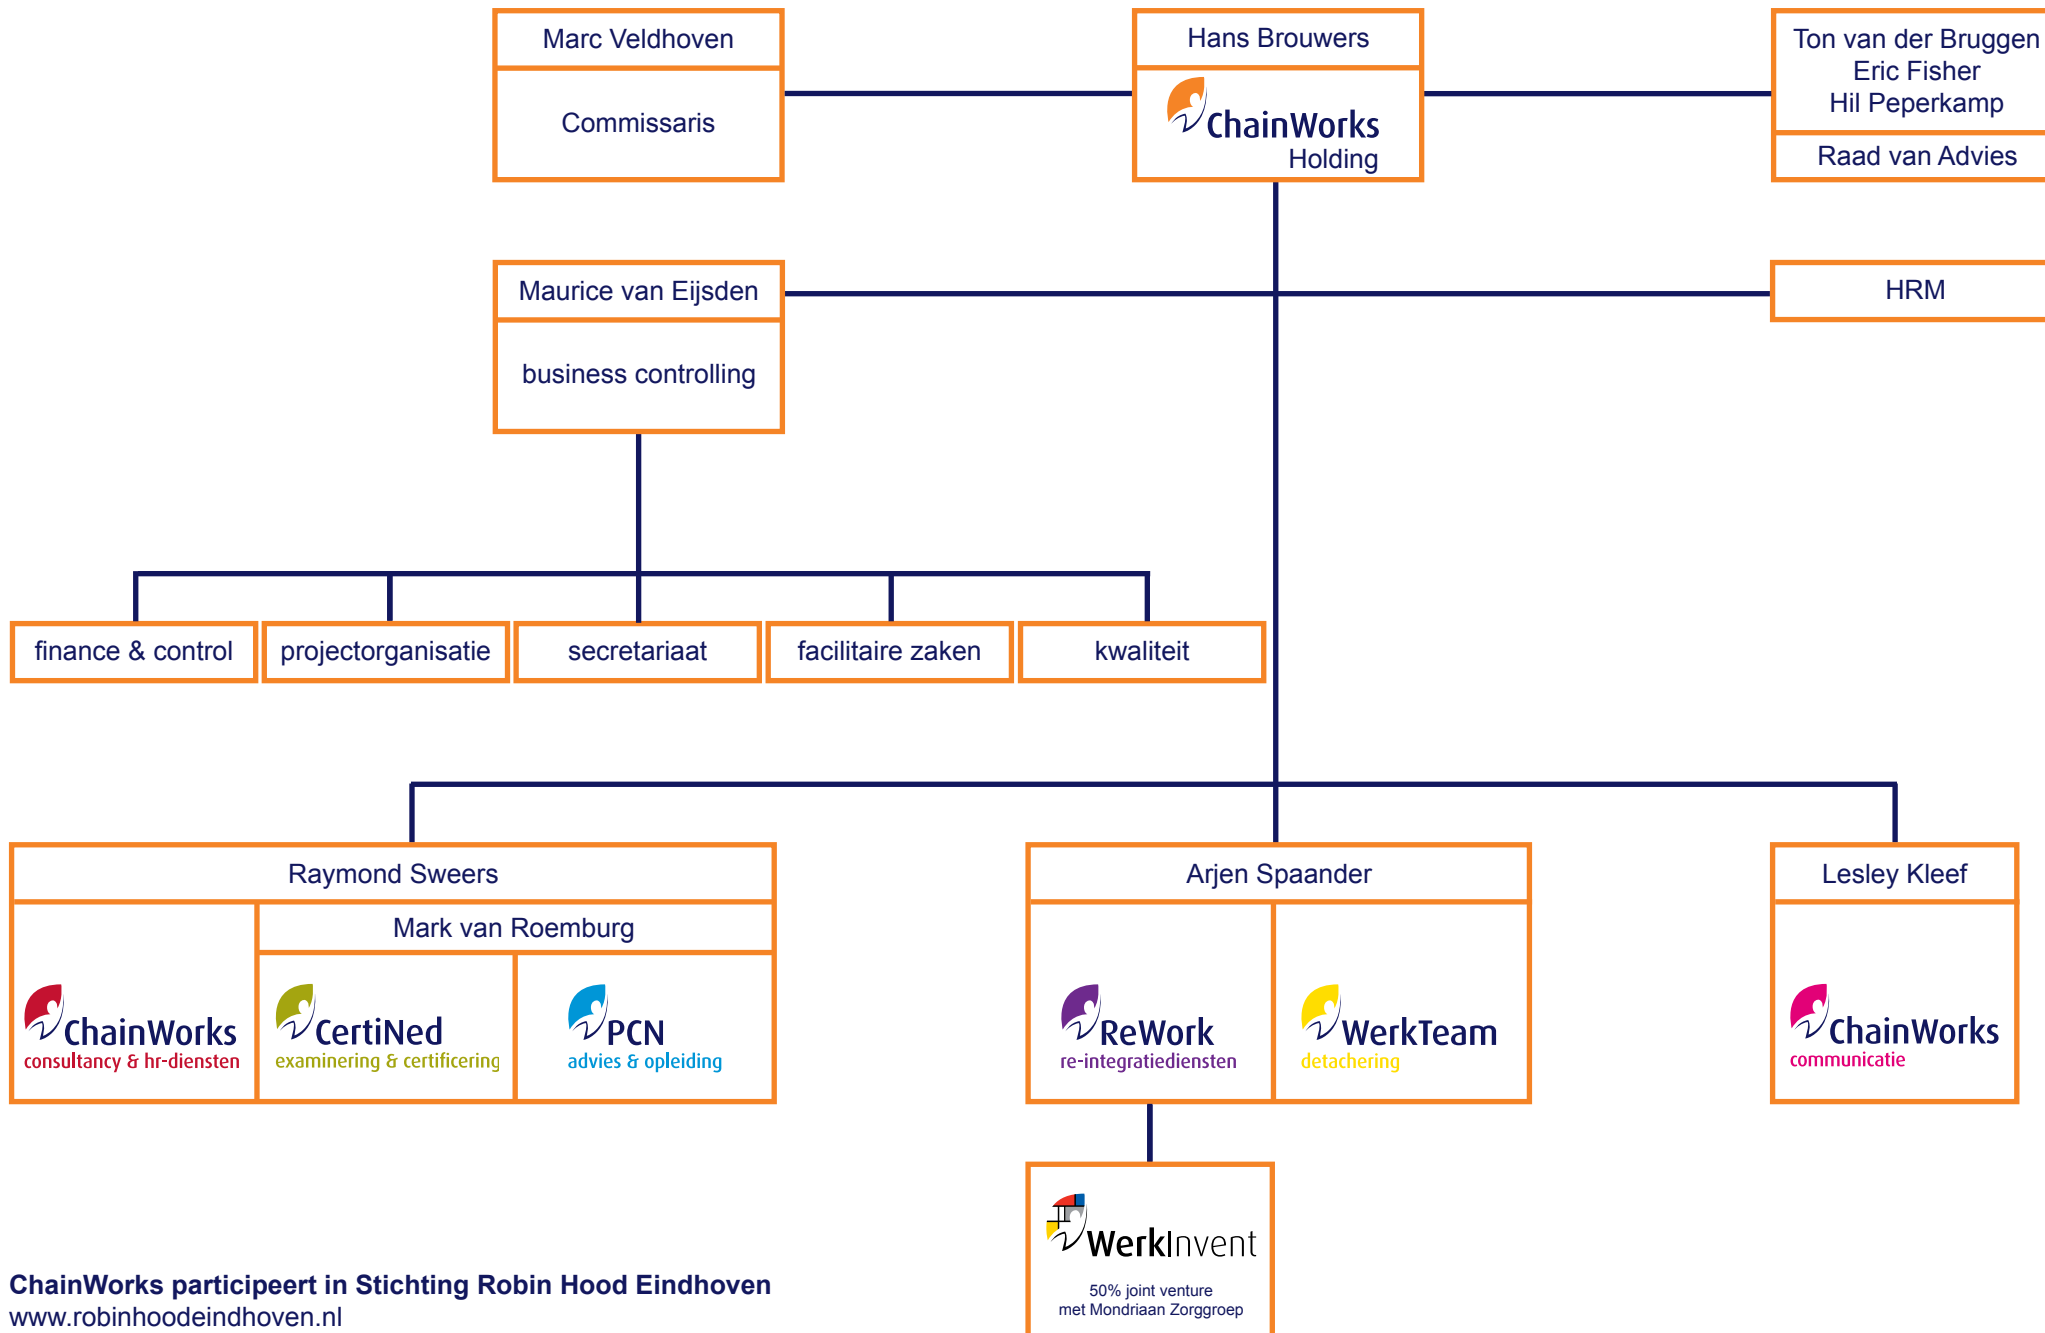 Marc Veldhoven
Commissaris
Hans Brouwers
ChainWorks
Holding
Ton van der Bruggen
Eric Fisher
Hil Peperkamp
Raad van Advies
Maurice van Eijsden
business controlling
HRM
finance & control
projectorganisatie
secretariaat
facilitaire zaken
kwaliteit
Raymond Sweers
Mark van Roemburg
ChainWorks
consultancy & hr-diensten
CertiNed
examinering & certificering
PCN
advies & opleiding
Arjen Spaander
ReWork
re-integratiediensten
WerkTeam
detachering
Lesley Kleef
ChainWorks
communicatie
WerkInvent
50% joint venture
met Mondriaan Zorggroep
ChainWorks participeert in Stichting Robin Hood Eindhoven
www.robinhoodeindhoven.nl